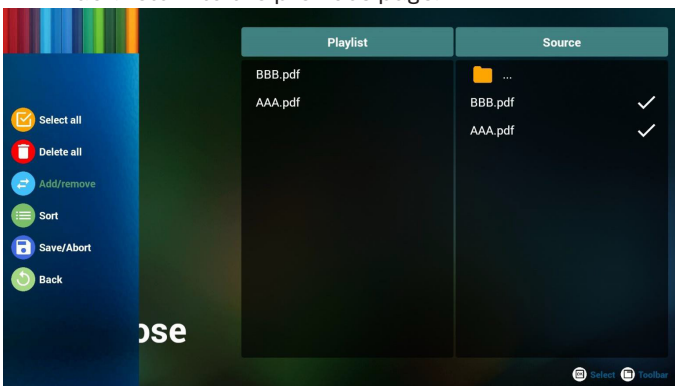 Playlist
Source
BBB.pdf
AAA.pdf
...
BBB.pdf
AAA.pdf
Select all
Delete all
Add/remove
Sort
Save/Abort
Back
ose
Select
Toolbar